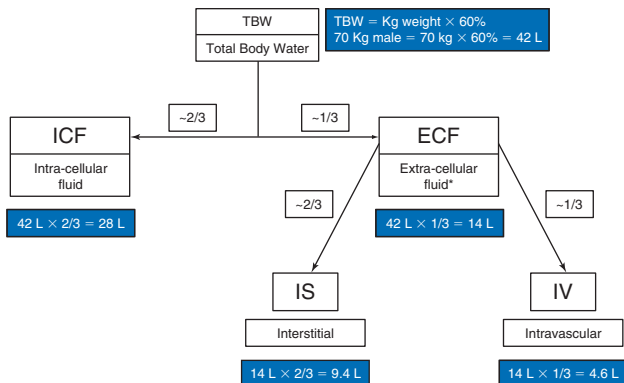 TBW
Total Body Water
TBW = Kg weight × 60%
70 Kg male = 70 kg × 60% = 42 L
~2/3
~1/3
ICF
Intra-cellular
fluid
42 L × 2/3 = 28 L
ECF
Extra-cellular
fluid*
42 L × 1/3 = 14 L
~2/3
~1/3
IS
Interstitial
14 L × 2/3 = 9.4 L
IV
Intravascular
14 L × 1/3 = 4.6 L